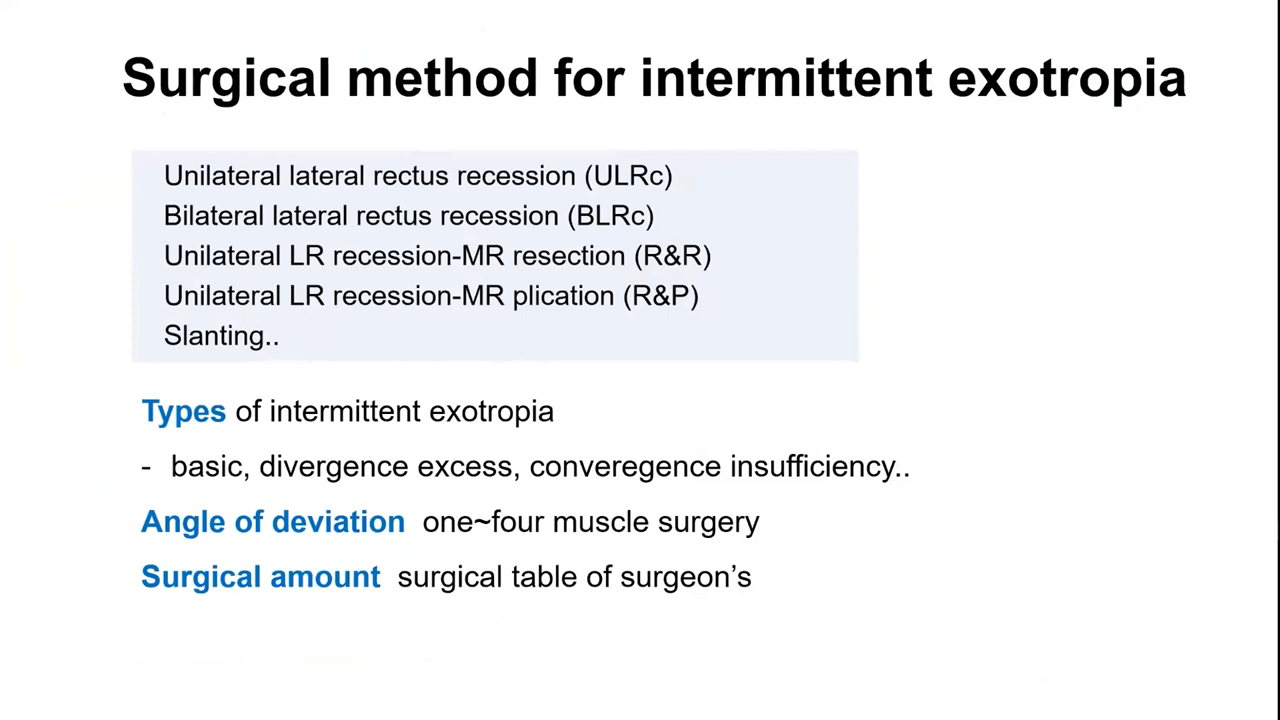 Surgical method for intermittent exotropia
Unilateral lateral rectus recession (ULRc)
Bilateral lateral rectus recession (BLRc)
Unilateral LR recession-MR resection (R&R)
Unilateral LR recession-MR plication (R&P)
Slanting..
Types of intermittent exotropia
- basic, divergence excess, converegence insufficiency..
Angle of deviation one~four muscle surgery
Surgical amount surgical table of surgeon’s